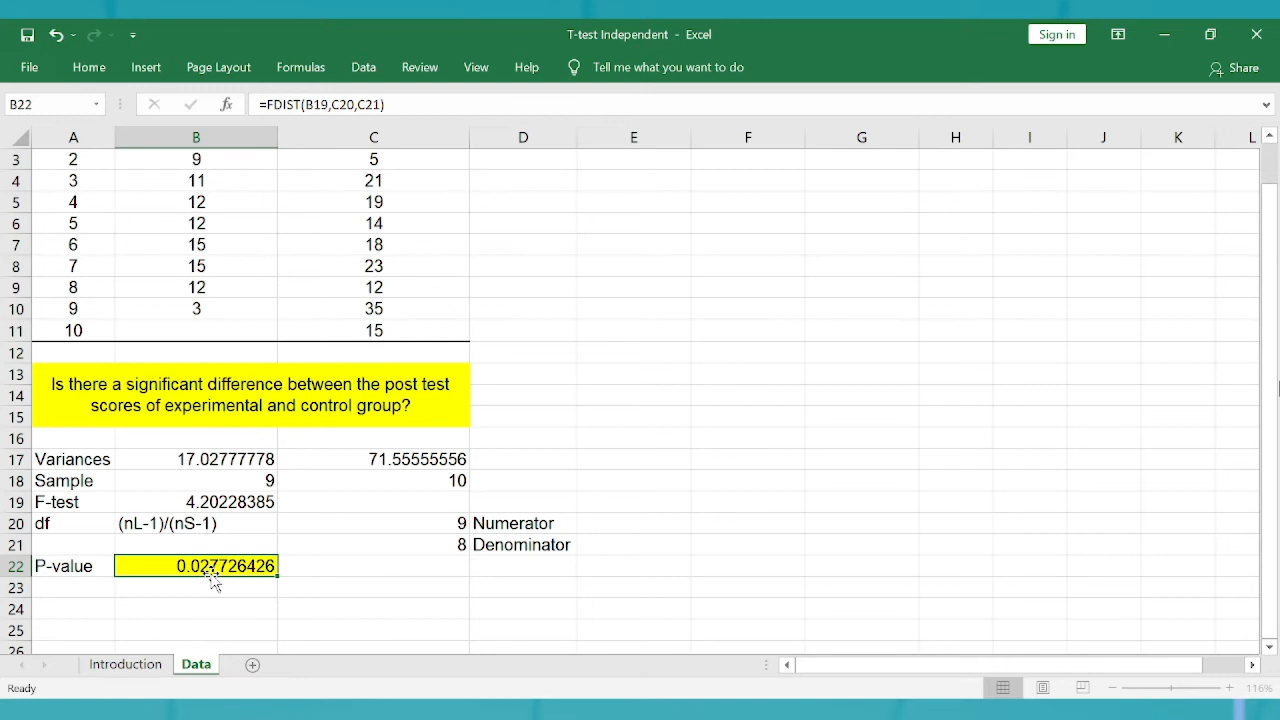 T-test Independent - Excel
Sign in
File Home Insert Page Layout Formulas Data Review View Help Tell me what you want to do Share
B22 fx =FDIST(B19,C20,C21)
A B C D E F G H I J K L
3 2 9 5
4 3 11 21
5 4 12 19
6 5 12 14
7 6 15 18
8 7 15 23
9 8 12 12
10 9 3 35
11 10 15
12
13
14
15
Is there a significant difference between the post test
scores of experimental and control group?
16
17 Variances 17.02777778 71.55555556
18 Sample 9 10
19 F-test 4.20228385
20 df (nL-1)/(nS-1) 9 Numerator
21 8 Denominator
22 P-value 0.027726426
23
24
25
26
Introduction Data
Ready 116%